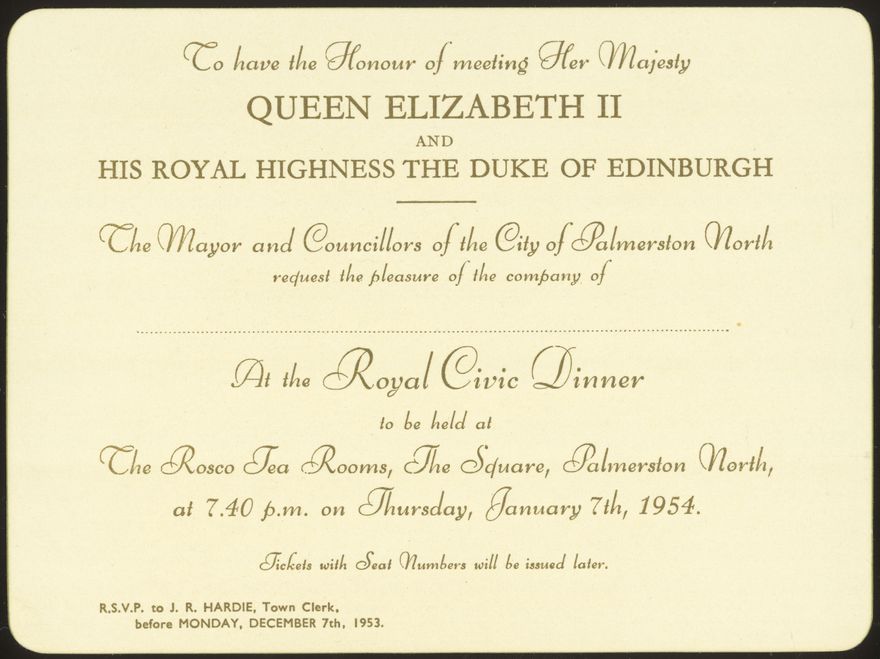 To have the Honour of meeting Her Majesty
QUEEN ELIZABETH II
AND
HIS ROYAL HIGHNESS THE DUKE OF EDINBURGH
The Mayor and Councillors of the City of Palmerston North
request the pleasure of the company of
At the Royal Civic Dinner
to be held at
The Rosco Tea Rooms, The Square, Palmerston North,
at 7.40 p.m. on Thursday, January 7th, 1954.
Tickets with Seat Numbers will be issued later.
R.S.V.P. to J. R. HARDIE, Town Clerk,
before MONDAY, DECEMBER 7th, 1953.